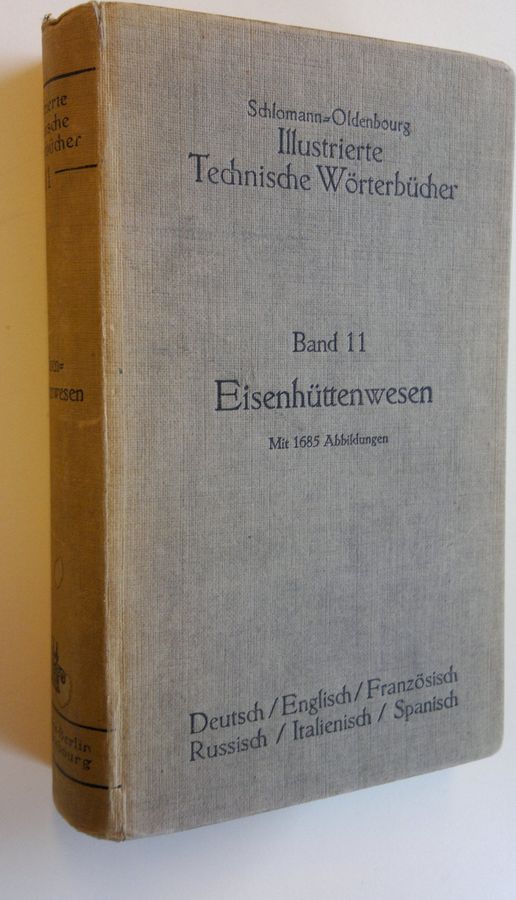 Schlomann=Oldenbourg
Illustrierte
Technische Wörterbücher
Band 11
Eisenhüttenwesen
Mit 1685 Abbildungen
Deutsch / Englisch / Französisch
Russisch / Italienisch / Spanisch